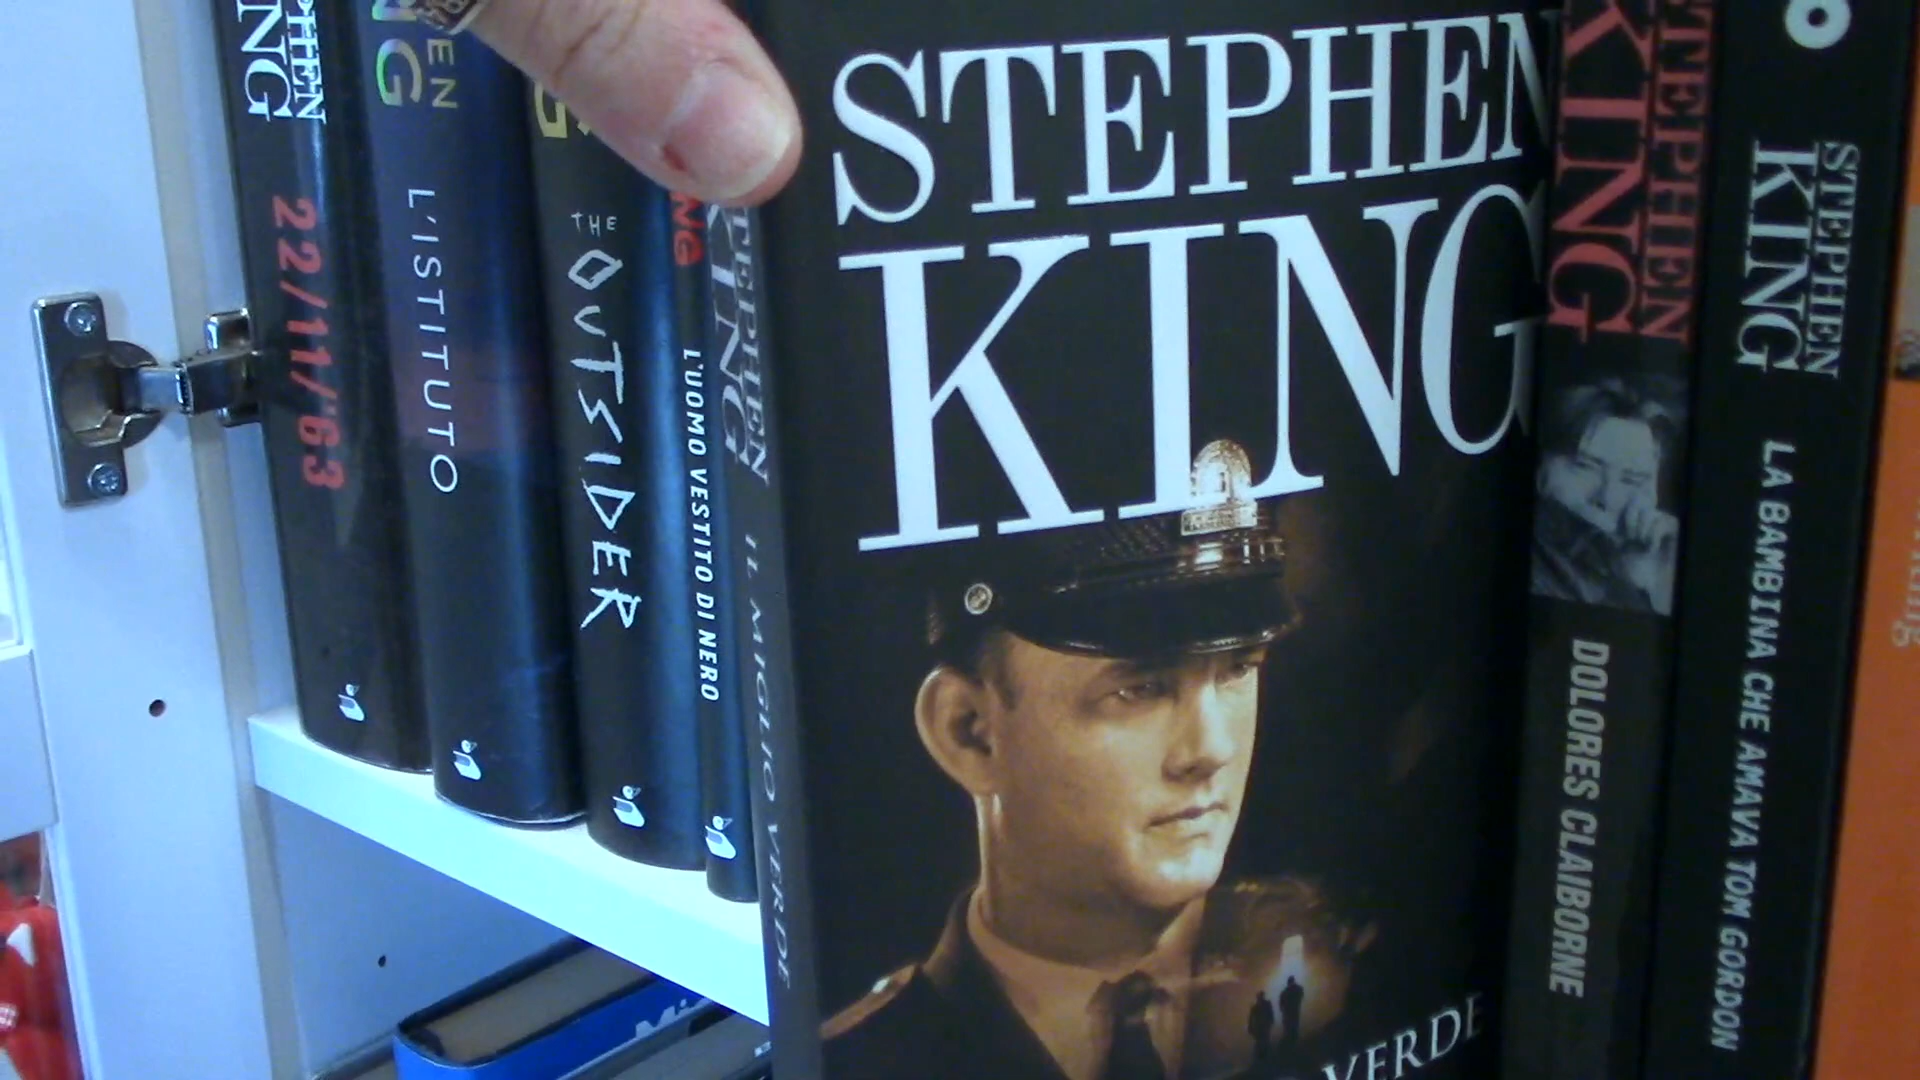 STEPHEN
KING
22/11/'63
KING
EN
L'ISTITUTO
THE
OUTSIDER
L'UOMO VESTITO DI NERO
STEPHEN
KING
IL MIGLIO VERDE
STEPHEN
KING
VERDE
STEPHEN
KING
DOLORES CLAIBORNE
STEPHEN
KING
LA BAMBINA CHE AMAVA TOM GORDON